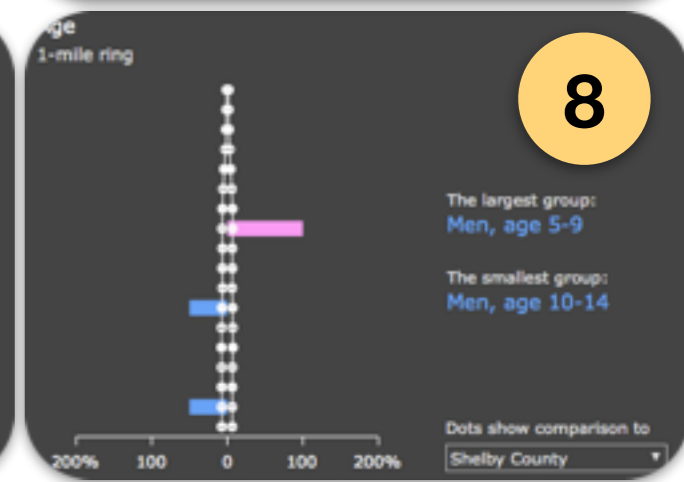 ge
1-mile ring
8
The largest group:
Men, age 5-9
The smallest group:
Men, age 10-14
Dots show comparison to
Shelby County
200% 100 0 100 200%